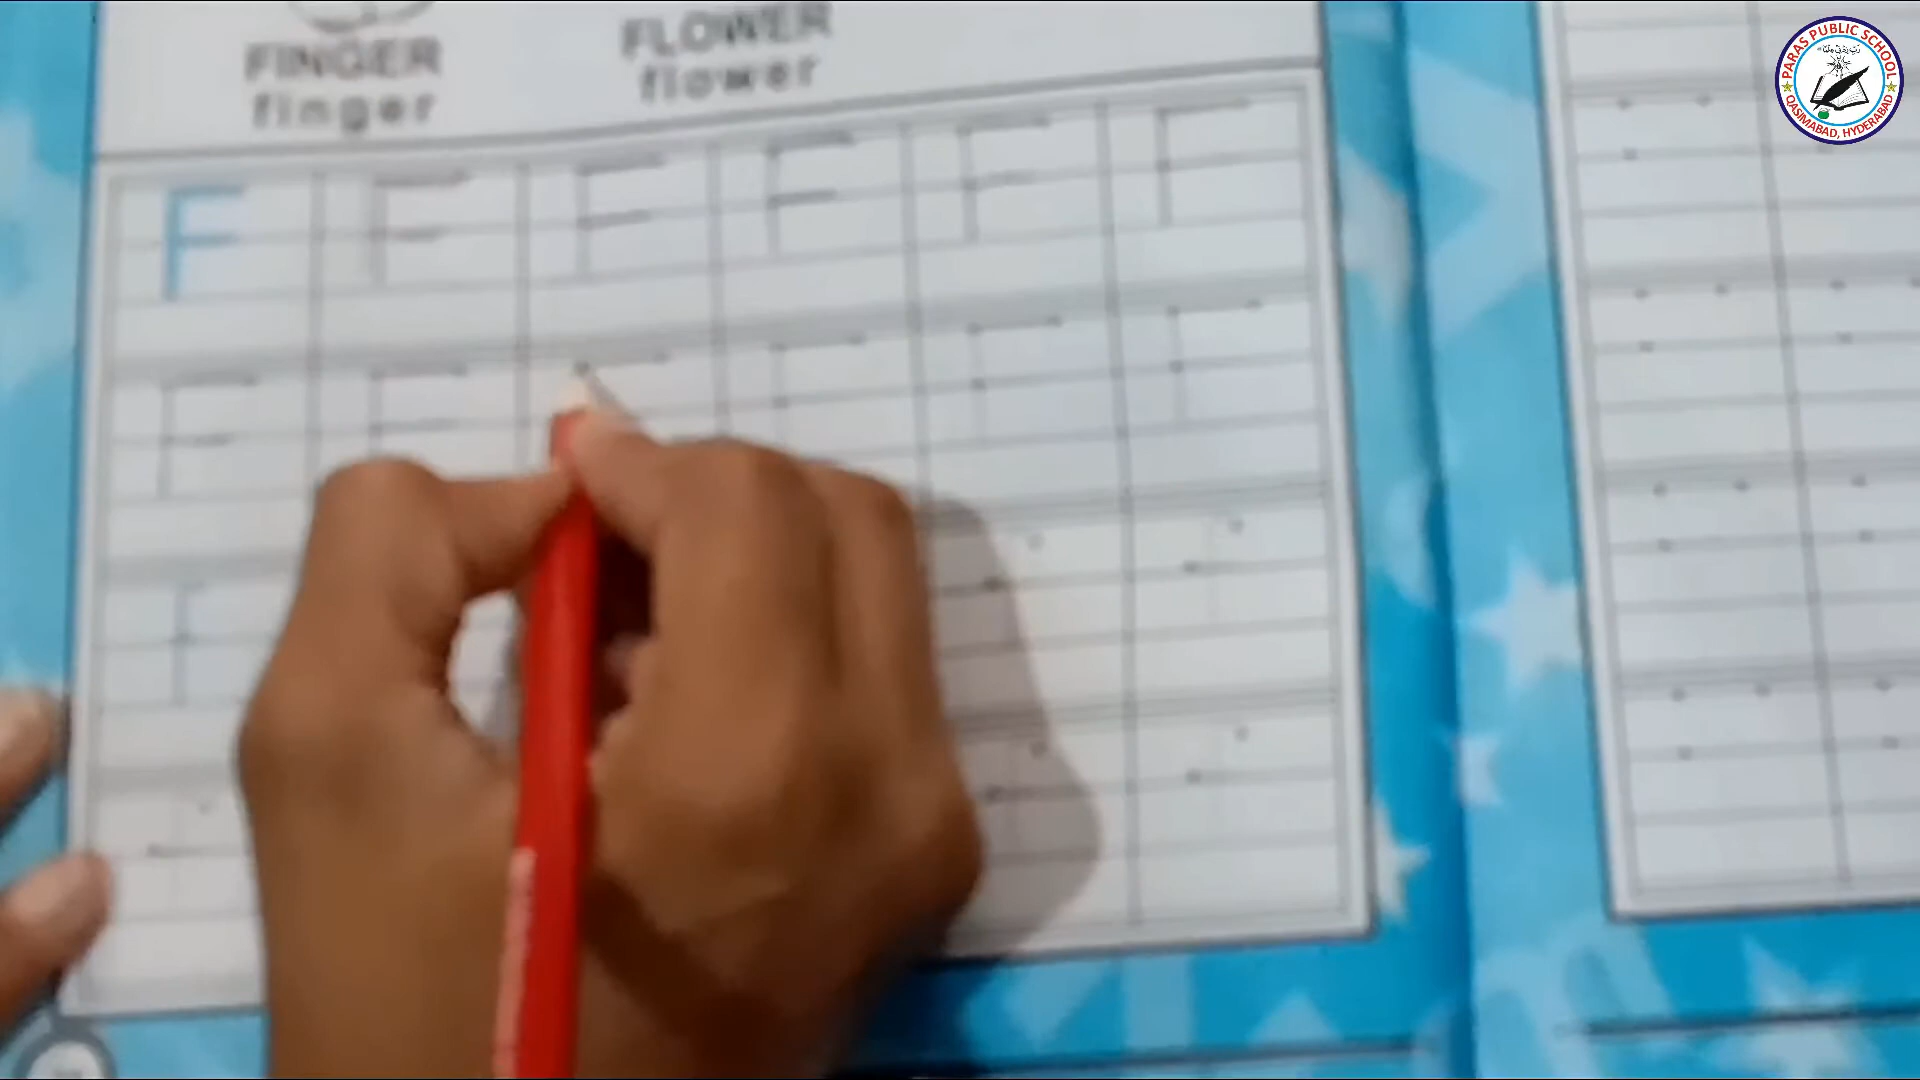 FINGER
finger
FLOWER
flower
F F F F F F
F F F F F
PARAS PUBLIC SCHOOL
QASIMABAD, HYDERABAD